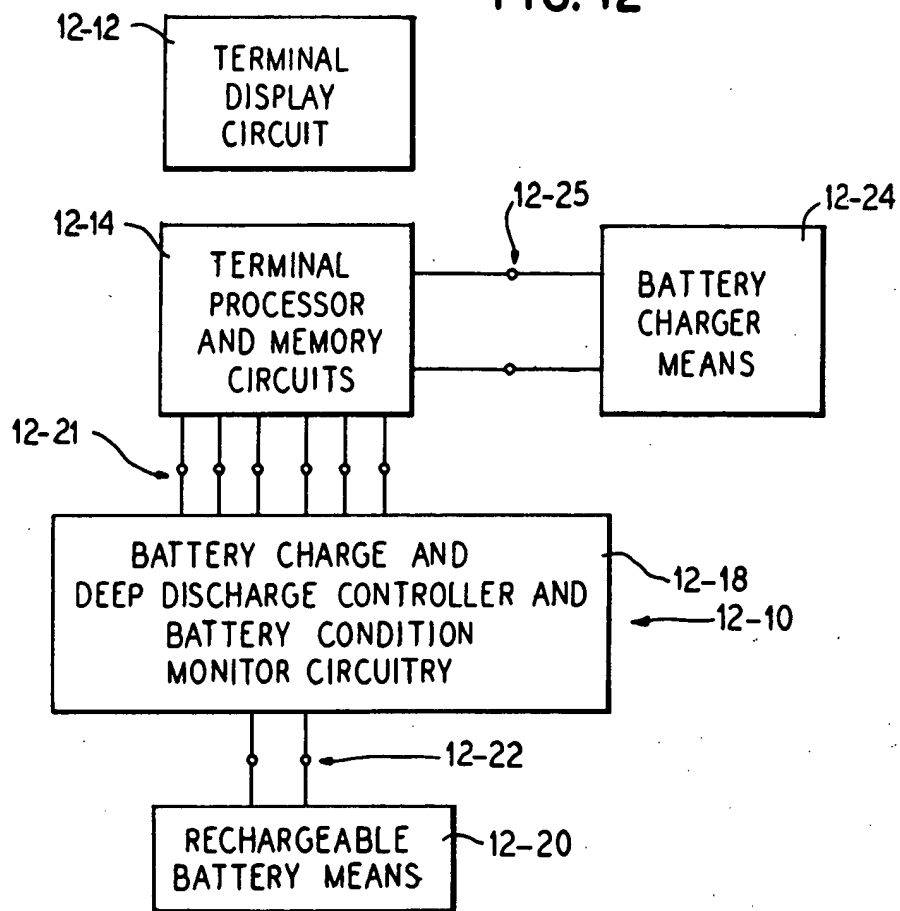 FIG. 12
12-12
TERMINAL
DISPLAY
CIRCUIT
12-14
TERMINAL
PROCESSOR
AND MEMORY
CIRCUITS
12-25
12-24
BATTERY
CHARGER
MEANS
12-21
BATTERY CHARGE AND
DEEP DISCHARGE CONTROLLER AND
BATTERY CONDITION
MONITOR CIRCUITRY
12-18
12-10
12-22
RECHARGEABLE
BATTERY MEANS
12-20